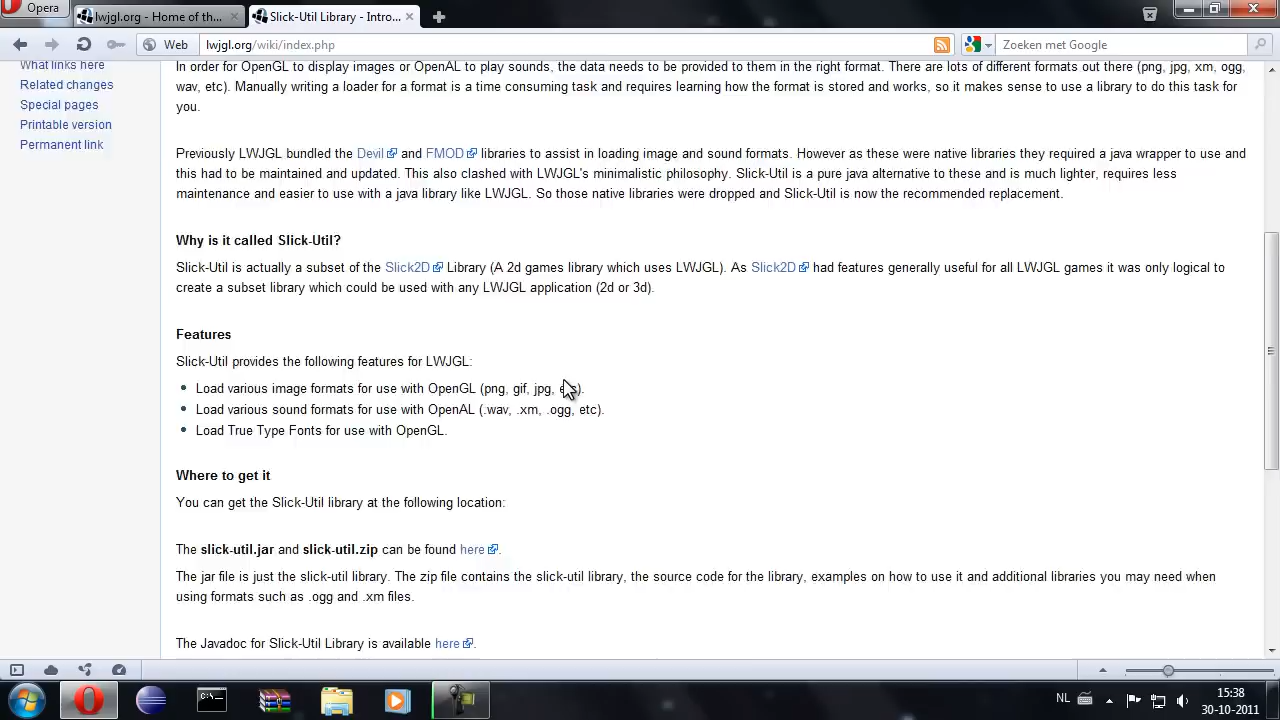 Opera
lwjgl.org - Home of th...
Slick-Util Library - Intro...
Web
lwjgl.org/wiki/index.php
Zoeken met Google
What links here
Related changes
Special pages
Printable version
Permanent link
In order for OpenGL to display images or OpenAL to play sounds, the data needs to be provided to them in the right format. There are lots of different formats out there (png, jpg, xm, ogg,
wav, etc). Manually writing a loader for a format is a time consuming task and requires learning how the format is stored and works, so it makes sense to use a library to do this task for
you.
Previously LWJGL bundled the Devil and FMOD libraries to assist in loading image and sound formats. However as these were native libraries they required a java wrapper to use and
this had to be maintained and updated. This also clashed with LWJGL's minimalistic philosophy. Slick-Util is a pure java alternative to these and is much lighter, requires less
maintenance and easier to use with a java library like LWJGL. So those native libraries were dropped and Slick-Util is now the recommended replacement.
Why is it called Slick-Util?
Slick-Util is actually a subset of the Slick2D Library (A 2d games library which uses LWJGL). As Slick2D had features generally useful for all LWJGL games it was only logical to
create a subset library which could be used with any LWJGL application (2d or 3d).
Features
Slick-Util provides the following features for LWJGL:
Load various image formats for use with OpenGL (png, gif, jpg, etc).
Load various sound formats for use with OpenAL (.wav, .xm, .ogg, etc).
Load True Type Fonts for use with OpenGL.
Where to get it
You can get the Slick-Util library at the following location:
The slick-util.jar and slick-util.zip can be found here.
The jar file is just the slick-util library. The zip file contains the slick-util library, the source code for the library, examples on how to use it and additional libraries you may need when
using formats such as .ogg and .xm files.
The Javadoc for Slick-Util Library is available here.
NL
15:38
30-10-2011